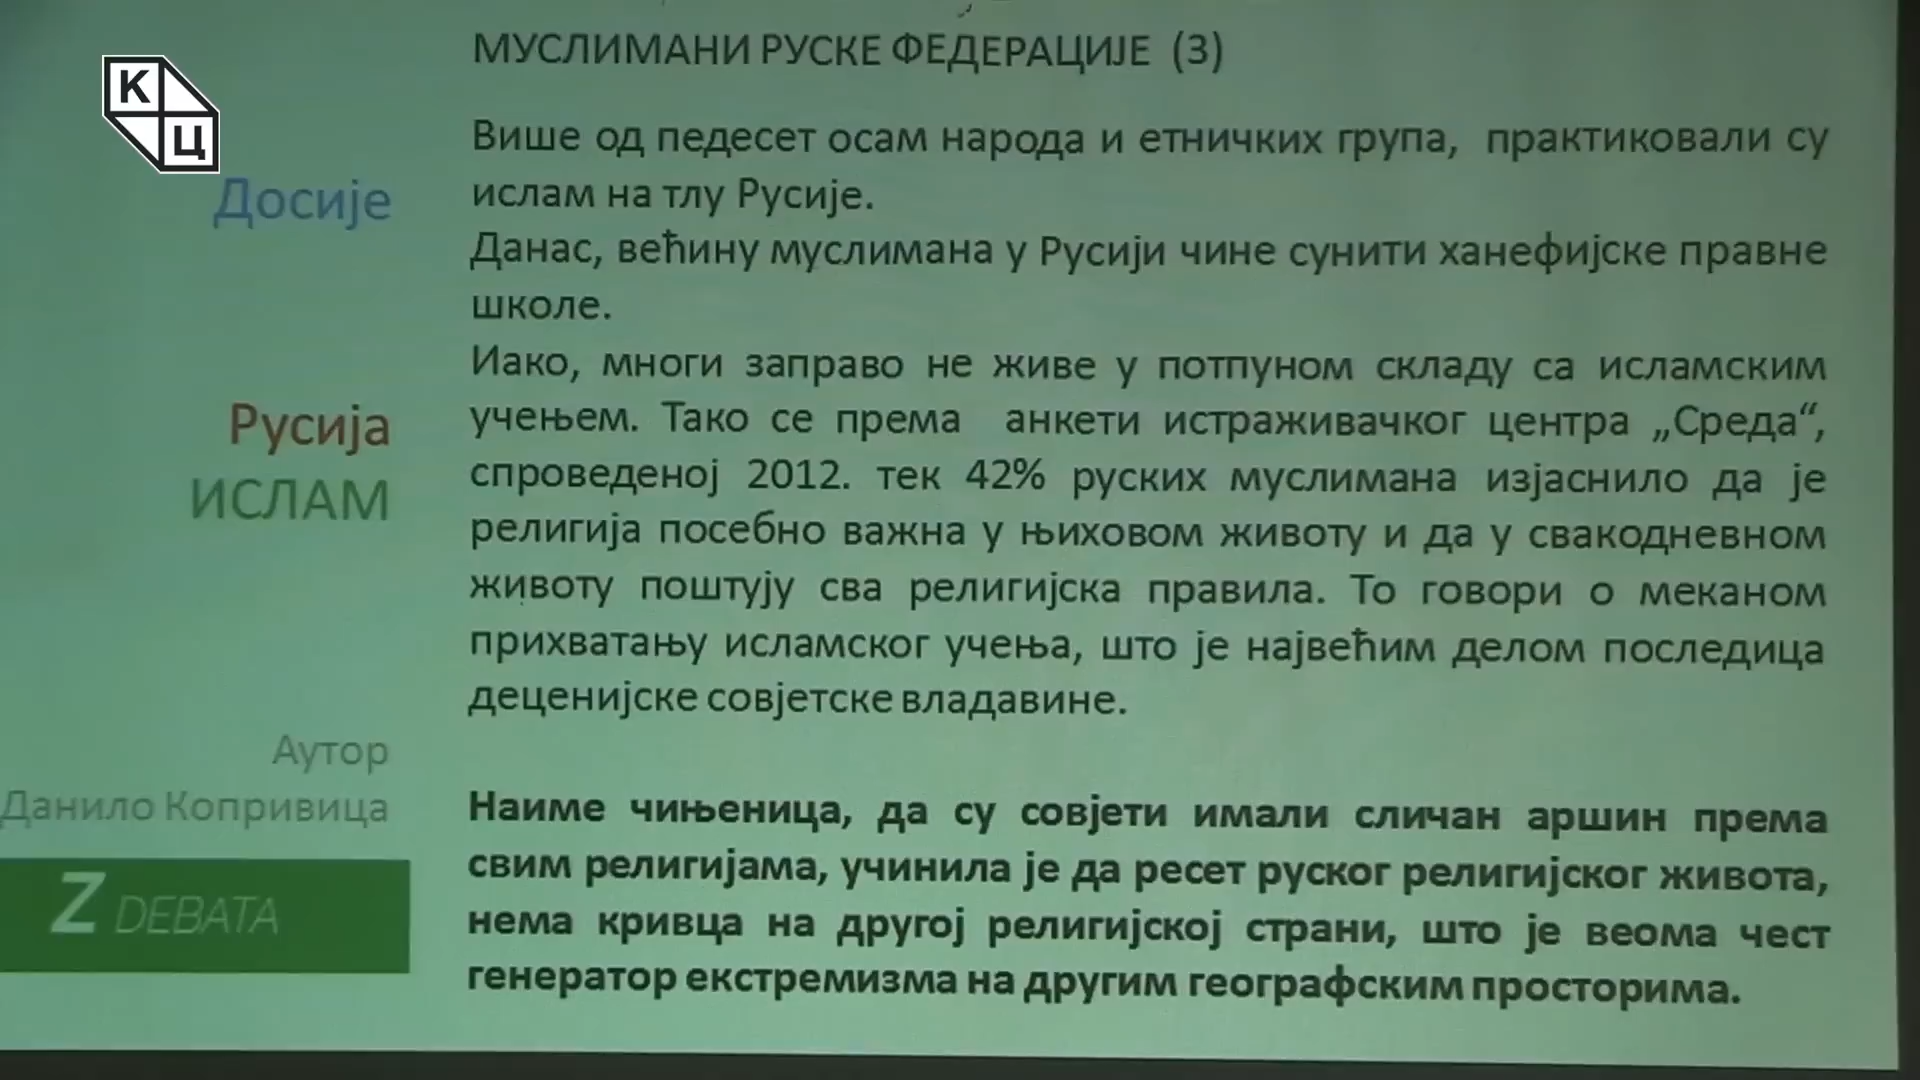 К
Ц
Досије
Русија
ИСЛАМ
Аутор
Данило Копривица
Z DEBATA
МУСЛИМАНИ РУСКЕ ФЕДЕРАЦИЈЕ (3)
Више од педесет осам народа и етничких група, практиковали су
ислам на тлу Русије.
Данас, већину муслимана у Русији чине сунити ханефијске правне
школе.
Иако, многи заправо не живе у потпуном складу са исламским
учењем. Тако се према анкети истраживачког центра „Среда“,
спроведеној 2012. тек 42% руских муслимана изјаснило да је
религија посебно важна у њиховом животу и да у свакодневном
животу поштују сва религијска правила. То говори о меканом
прихватању исламског учења, што је највећим делом последица
деценијске совјетске владавине.
Наиме чињеница, да су совјети имали сличан аршин према
свим религијама, учинила је да ресет руског религијског живота,
нема кривца на другој религијској страни, што је веома чест
генератор екстремизма на другим географским просторима.